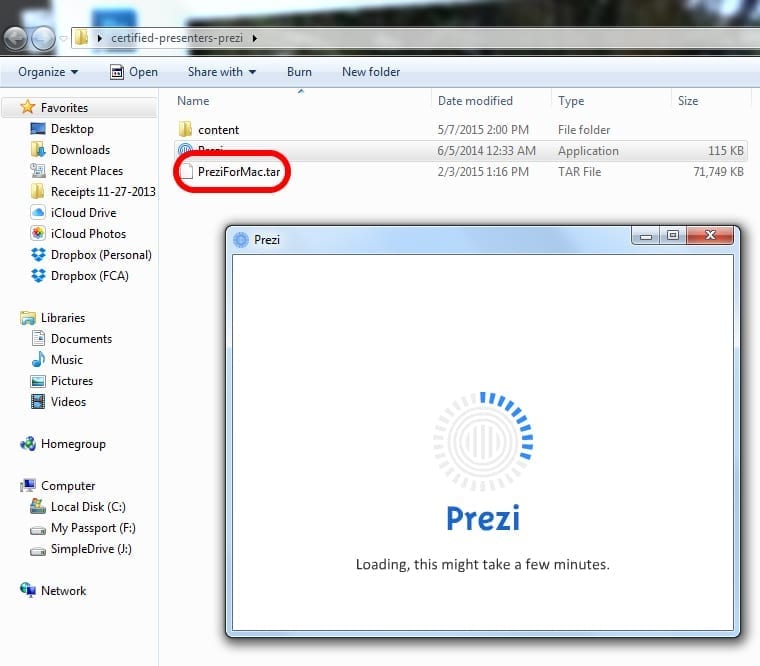 certified-presenters-prezi
Organize Open Share with Burn New folder
Name Date modified Type Size
Favorites
Desktop
Downloads
Recent Places
Receipts 11-27-2013
iCloud Drive
iCloud Photos
Dropbox (Personal)
Dropbox (FCA)
Libraries
Documents
Music
Pictures
Videos
Homegroup
Computer
Local Disk (C:)
My Passport (F:)
SimpleDrive (J:)
Network
content 5/7/2015 2:00 PM File folder
Prezi 6/5/2014 12:33 AM Application 115 KB
PreziForMac.tar 2/3/2015 1:16 PM TAR File 71,749 KB
Prezi
Prezi
Loading, this might take a few minutes.